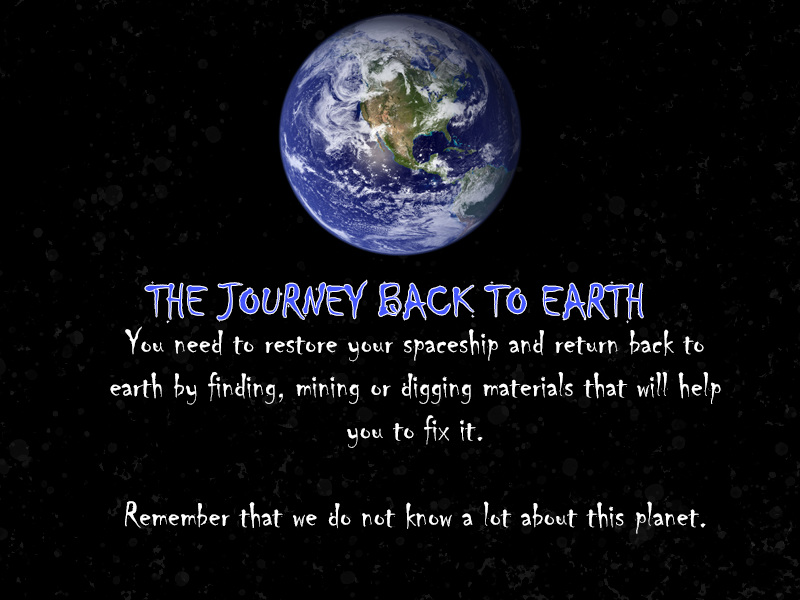 THE JOURNEY BACK TO EARTH
You need to restore your spaceship and return back to
earth by finding, mining or digging materials that will help
you to fix it.
Remember that we do not know a lot about this planet.